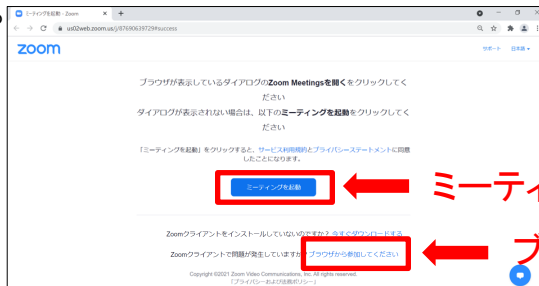 ミーティングを起動 - Zoom
us02web.zoom.us/j/87690639729#success
zoom
サポート 日本語
ブラウザが表示しているダイアログのZoom Meetingsを開くをクリックしてく
ださい
ダイアログが表示されない場合は、以下のミーティングを起動をクリックしてく
ださい
「ミーティングを起動」をクリックすると、サービス利用規約とプライバシーステートメントに同意
したことになります。
ミーティングを起動
ミーティ
Zoomクライアントをインストールしていないのですか? 今すぐダウンロードする
Zoomクライアントで問題が発生していますか? ブラウザから参加してください
ブ
Copyright ©2021 Zoom Video Communications, Inc. All rights reserved.
「プライバシーおよび法務ポリシー」